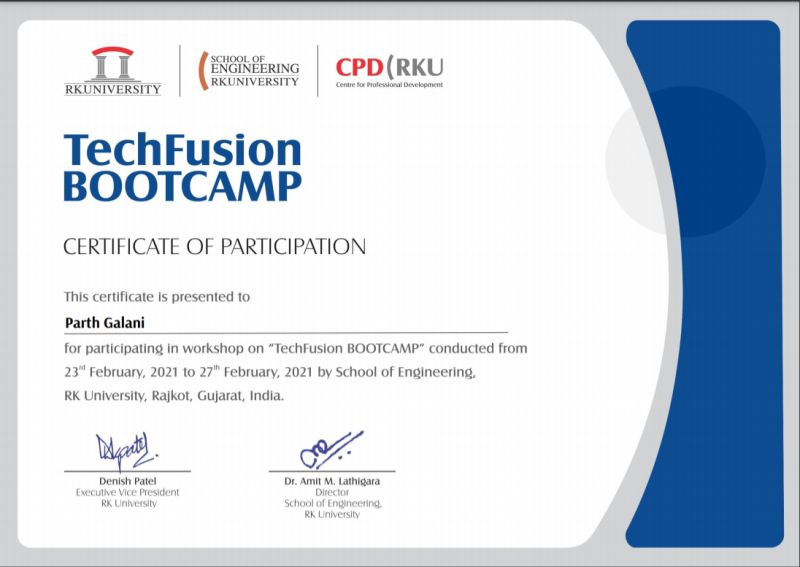 RKUNIVERSITY
SCHOOL OF
ENGINEERING
RKUNIVERSITY
CPD(RKU
Centre for Professional Development
TechFusion
BOOTCAMP
CERTIFICATE OF PARTICIPATION
This certificate is presented to
Parth Galani
for participating in workshop on "TechFusion BOOTCAMP" conducted from
23rd February, 2021 to 27th February, 2021 by School of Engineering,
RK University, Rajkot, Gujarat, India.
Denish Patel
Executive Vice President
RK University
Dr. Amit M. Lathigara
Director
School of Engineering,
RK University